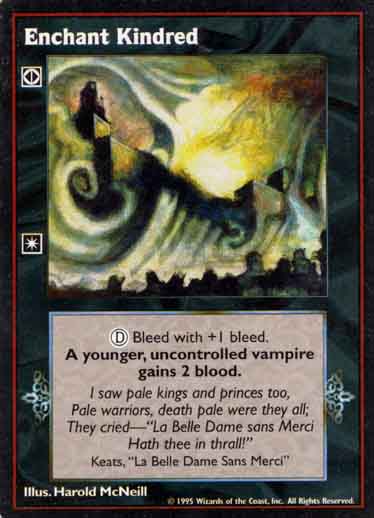 Enchant Kindred
D Bleed with +1 bleed.
A younger, uncontrolled vampire
gains 2 blood.
I saw pale kings and princes too,
Pale warriors, death pale were they all;
They cried—“La Belle Dame sans Merci
Hath thee in thrall!”
Keats, “La Belle Dame Sans Merci”
Illus. Harold McNeill
© 1995 Wizards of the Coast, Inc. All Rights Reserved.